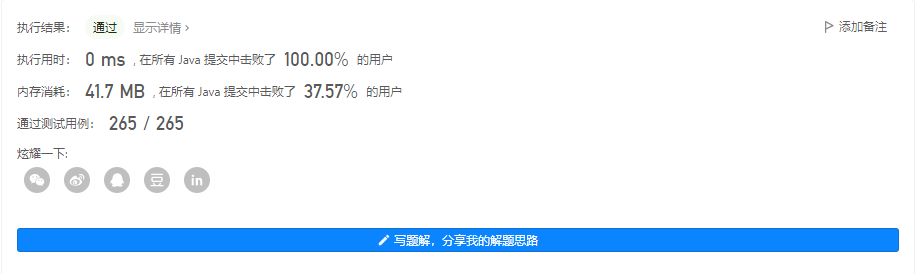 执行结果： 通过 显示详情 › 添加备注
执行用时： 0 ms ，在所有 Java 提交中击败了 100.00% 的用户
内存消耗： 41.7 MB ，在所有 Java 提交中击败了 37.57% 的用户
通过测试用例： 265 / 265
炫耀一下:
豆 in
写题解，分享我的解题思路